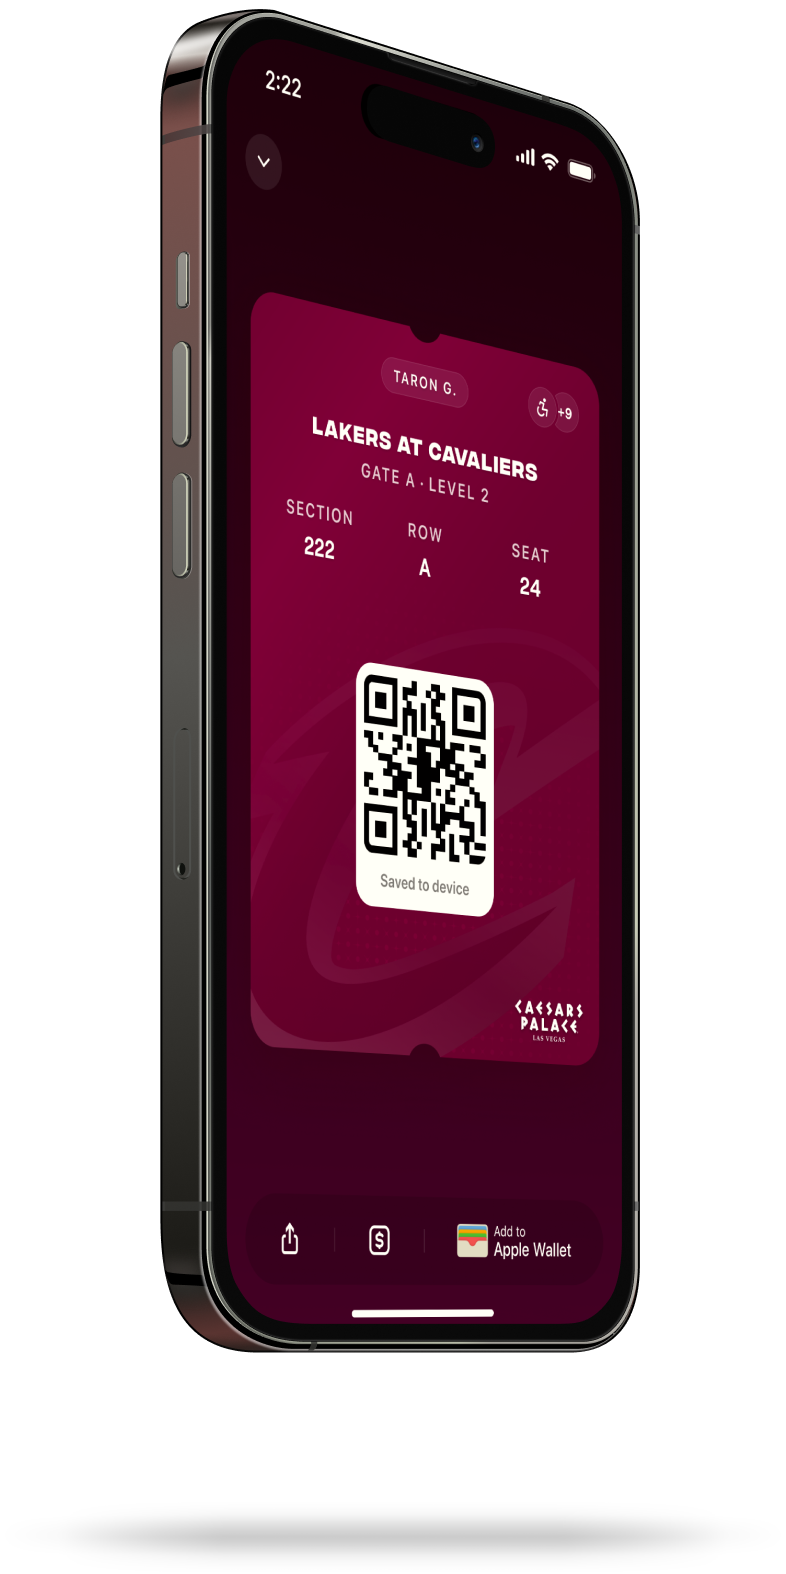 2:22
TARON G.
+9
LAKERS AT CAVALIERS
GATE A · LEVEL 2
SECTION
ROW
SEAT
222
A
24
Saved to device
CAESARS
PALACE
LAS VEGAS
Add to
Apple Wallet